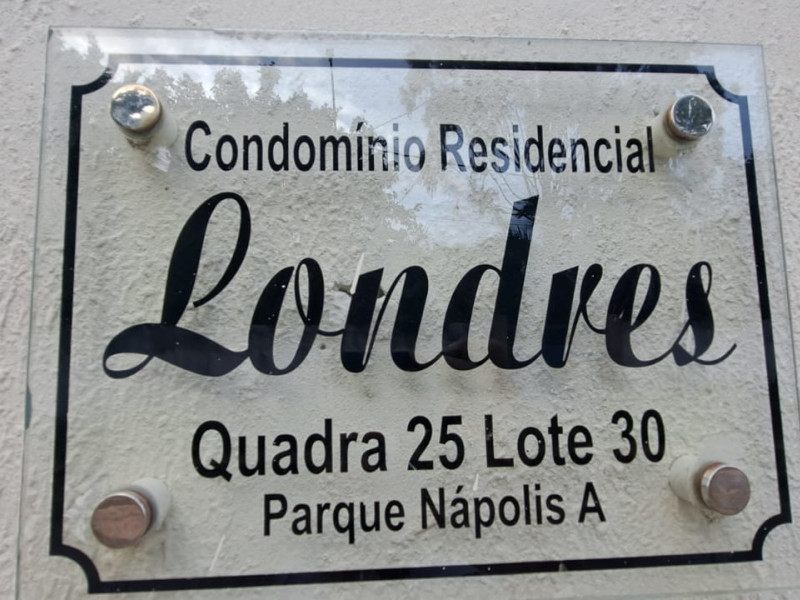 Condomínio Residencial
Londres
Quadra 25 Lote 30
Parque Nápolis A